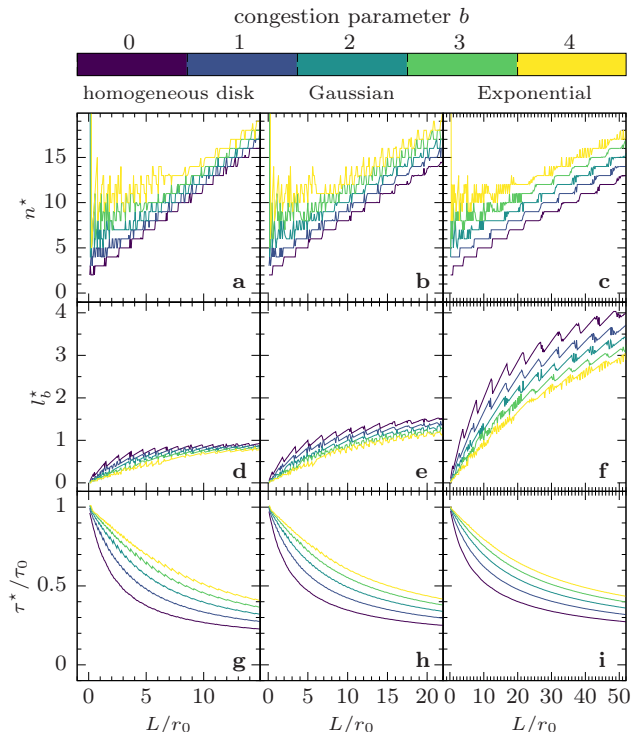 congestion parameter b
0 1 2 3 4
homogeneous disk Gaussian Exponential
n*
15
10
5
0
a b c
l_b*
4
3
2
1
0
d e f
τ*/τ0
1
0.5
0
g h i
0 5 10 0 5 10 15 20 0 10 20 30 40 50
L/r0 L/r0 L/r0